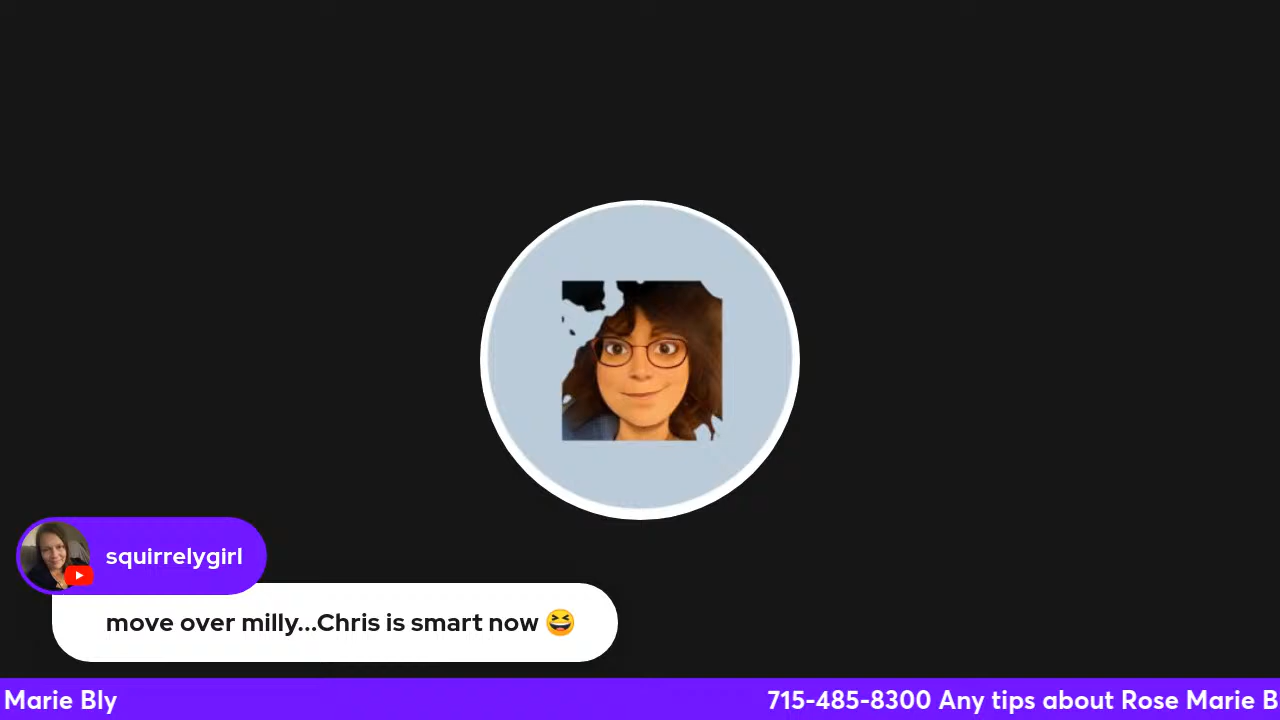 squirrelygirl
move over milly...Chris is smart now 😆
Marie Bly
715-485-8300 Any tips about Rose Marie B